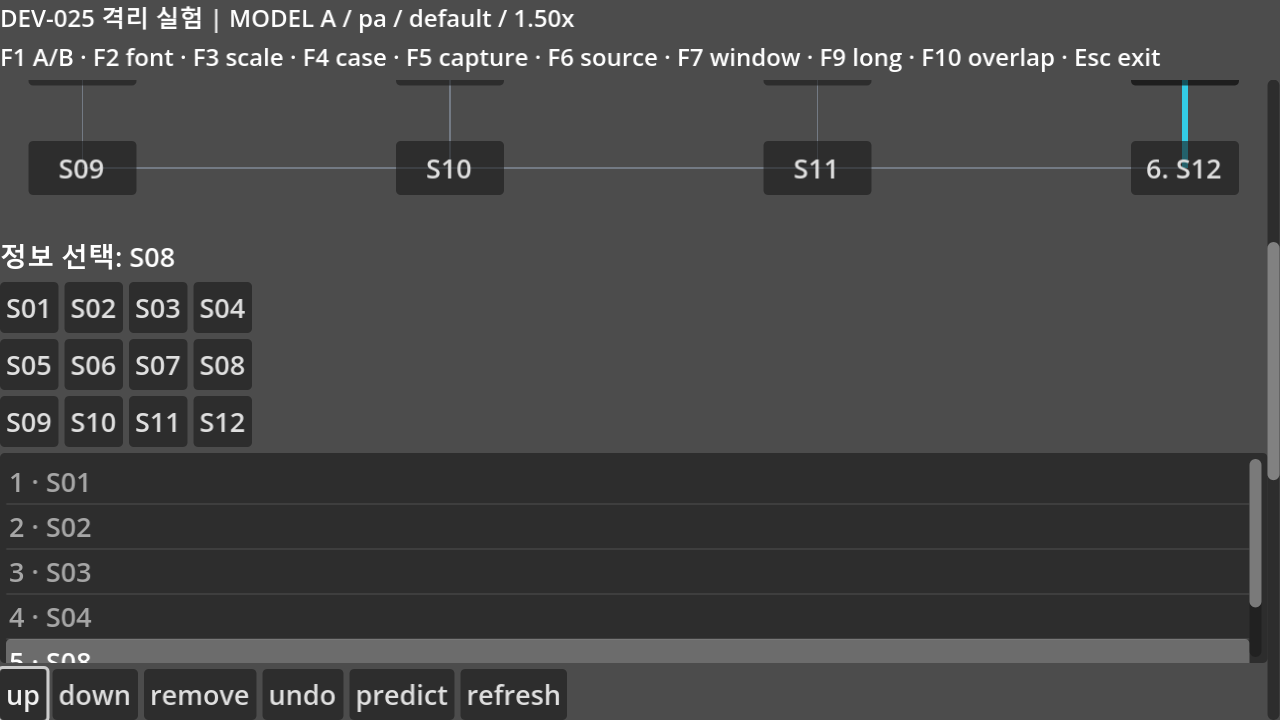 DEV-025 격리 실험 | MODEL A / pa / default / 1.50x
F1 A/B · F2 font · F3 scale · F4 case · F5 capture · F6 source · F7 window · F9 long · F10 overlap · Esc exit
S09 S10 S11 6. S12
정보 선택: S08
S01 S02 S03 S04
S05 S06 S07 S08
S09 S10 S11 S12
1 · S01
2 · S02
3 · S03
4 · S04
5 · S08
up down remove undo predict refresh